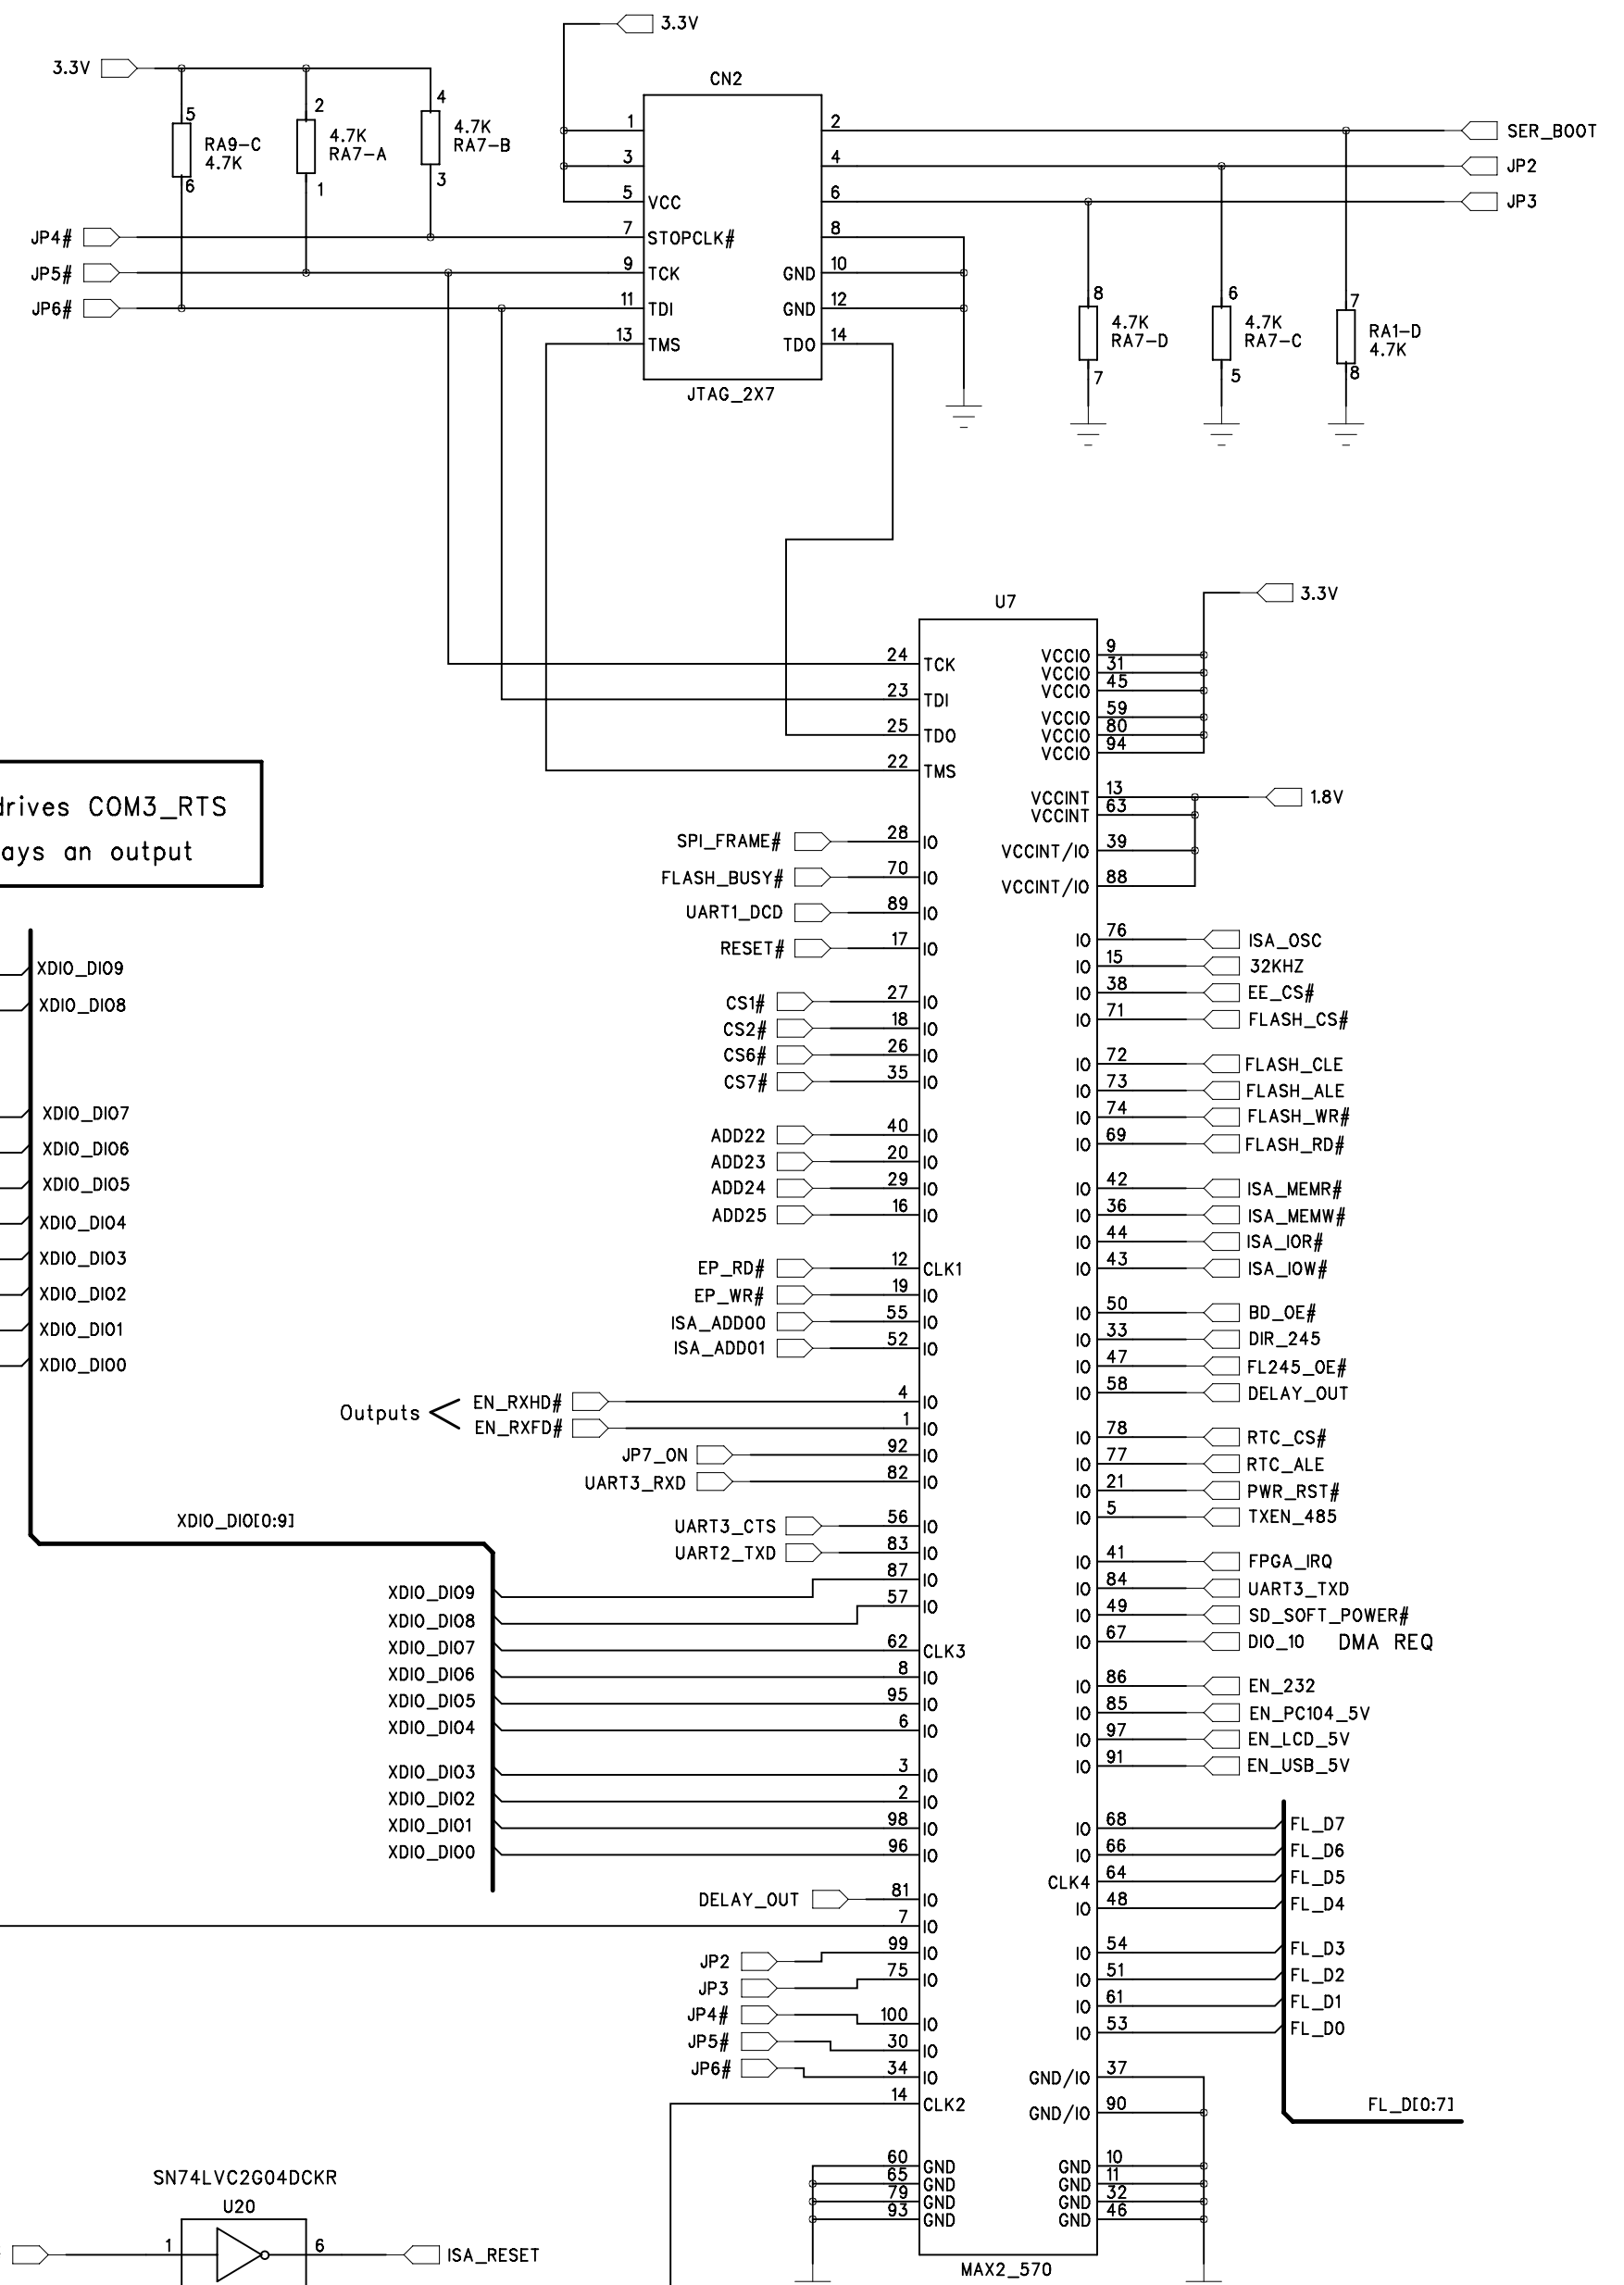 3.3V
3.3V
CN2
5
RA9-C
4.7K
6
2
4.7K
RA7-A
1
4
4.7K
RA7-B
3
1
3
5 VCC
7 STOPCLK#
9 TCK
11 TDI
13 TMS
2
4
6
8
GND 10
GND 12
TDO 14
JTAG_2X7
JP4#
JP5#
JP6#
SER_BOOT
JP2
JP3
8
4.7K
RA7-D
7
6
4.7K
RA7-C
5
7
RA1-D
4.7K
8
U7
3.3V
24 TCK
23 TDI
25 TDO
22 TMS
VCCIO 9
VCCIO 31
VCCIO 45
VCCIO 59
VCCIO 80
VCCIO 94
VCCINT 13
VCCINT 63
1.8V
VCCINT/IO 39
VCCINT/IO 88
drives COM3_RTS
ays an output
SPI_FRAME# 28 IO
FLASH_BUSY# 70 IO
UART1_DCD 89 IO
RESET# 17 IO
CS1# 27 IO
CS2# 18 IO
CS6# 26 IO
CS7# 35 IO
ADD22 40 IO
ADD23 20 IO
ADD24 29 IO
ADD25 16 IO
EP_RD# 12 CLK1
EP_WR# 19 IO
ISA_ADD00 55 IO
ISA_ADD01 52 IO
Outputs
EN_RXHD# 4 IO
EN_RXFD# 1 IO
JP7_ON 92 IO
UART3_RXD 82 IO
UART3_CTS 56 IO
UART2_TXD 83 IO
XDIO_DIO9
XDIO_DIO8
XDIO_DIO7
XDIO_DIO6
XDIO_DIO5
XDIO_DIO4
XDIO_DIO3
XDIO_DIO2
XDIO_DIO1
XDIO_DIO0
XDIO_DIO[0:9]
XDIO_DIO9 87 IO
XDIO_DIO8 57 IO
XDIO_DIO7 62 CLK3
XDIO_DIO6 8 IO
XDIO_DIO5 95 IO
XDIO_DIO4 6 IO
XDIO_DIO3 3 IO
XDIO_DIO2 2 IO
XDIO_DIO1 98 IO
XDIO_DIO0 96 IO
DELAY_OUT 81 IO
7 IO
JP2 99 IO
JP3 75 IO
JP4# 100 IO
JP5# 30 IO
JP6# 34 IO
14 CLK2
60 GND
65 GND
79 GND
93 GND
IO 76 ISA_OSC
IO 15 32KHZ
IO 38 EE_CS#
IO 71 FLASH_CS#
IO 72 FLASH_CLE
IO 73 FLASH_ALE
IO 74 FLASH_WR#
IO 69 FLASH_RD#
IO 42 ISA_MEMR#
IO 36 ISA_MEMW#
IO 44 ISA_IOR#
IO 43 ISA_IOW#
IO 50 BD_OE#
IO 33 DIR_245
IO 47 FL245_OE#
IO 58 DELAY_OUT
IO 78 RTC_CS#
IO 77 RTC_ALE
IO 21 PWR_RST#
IO 5 TXEN_485
IO 41 FPGA_IRQ
IO 84 UART3_TXD
IO 49 SD_SOFT_POWER#
IO 67 DIO_10 DMA REQ
IO 86 EN_232
IO 85 EN_PC104_5V
IO 97 EN_LCD_5V
IO 91 EN_USB_5V
IO 68 FL_D7
IO 66 FL_D6
CLK4 64 FL_D5
IO 48 FL_D4
IO 54 FL_D3
IO 51 FL_D2
IO 61 FL_D1
IO 53 FL_D0
GND/IO 37
GND/IO 90
FL_D[0:7]
GND 10
GND 11
GND 32
GND 46
MAX2_570
SN74LVC2G04DCKR
U20
1
6
ISA_RESET